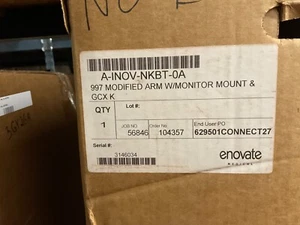 A-INOV-NKBT-0A
997 MODIFIED ARM W/MONITOR MOUNT &
GCX K
QTY
1
Lot #:
JOB NO
56846
Order No.
104357
End User/PO
629501CONNECT27
Serial #:
3146034
enovate
MEDICAL